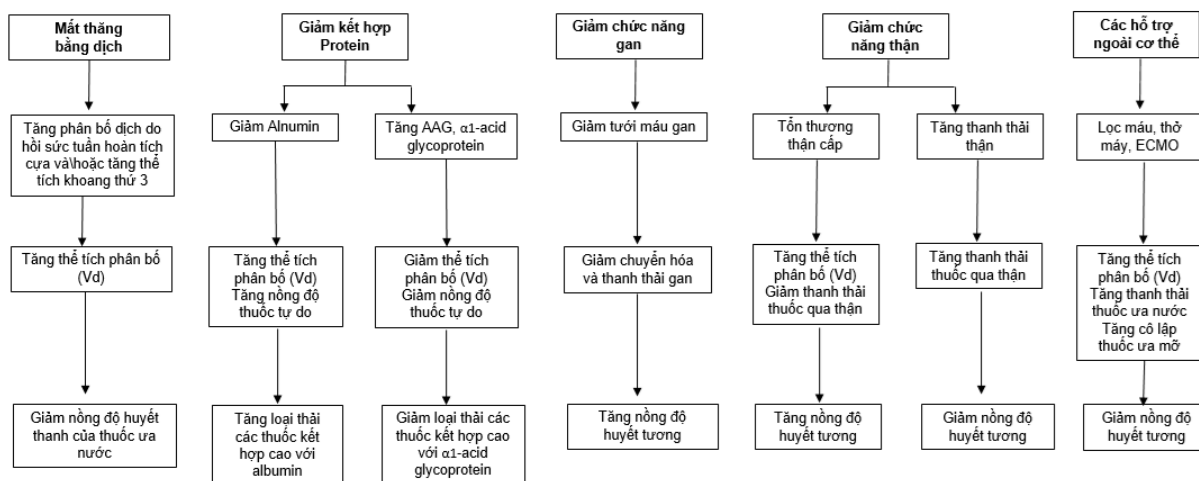 Mất thăng
bằng dịch
Tăng phân bố dịch do
hồi sức tuần hoàn tích
cựa và\hoặc tăng thể
tích khoang thứ 3
Tăng thể tích phân bố
(Vd)
Giảm nồng độ huyết
thanh của thuốc ưa
nước
Giảm kết hợp
Protein
Giảm Alnumin
Tăng thể tích
phân bố (Vd)
Tăng nồng độ
thuốc tự do
Tăng loại thải
các thuốc kết
hợp cao với
albumin
Tăng AAG, α1-acid
glycoprotein
Giảm thể tích
phân bố (Vd)
Giảm nồng độ
thuốc tự do
Giảm loại thải các
thuốc kết hợp cao
với α1-acid
glycoprotein
Giảm chức năng
gan
Giảm tưới máu gan
Giảm chuyển hóa
và thanh thải gan
Tăng nồng độ
huyết tương
Giảm chức
năng thận
Tổn thương
thận cấp
Tăng thể tích
phân bố (Vd)
Giảm thanh thải
thuốc qua thận
Tăng nồng độ
huyết tương
Tăng thanh thải
thận
Tăng thanh thải
thuốc qua thận
Giảm nồng độ
huyết tương
Các hỗ trợ
ngoài cơ thể
Lọc máu, thở
máy, ECMO
Tăng thể tích
phân bố (Vd)
Tăng thanh thải
thuốc ưa nước
Tăng cô lập
thuốc ưa mỡ
Giảm nồng độ
huyết tương